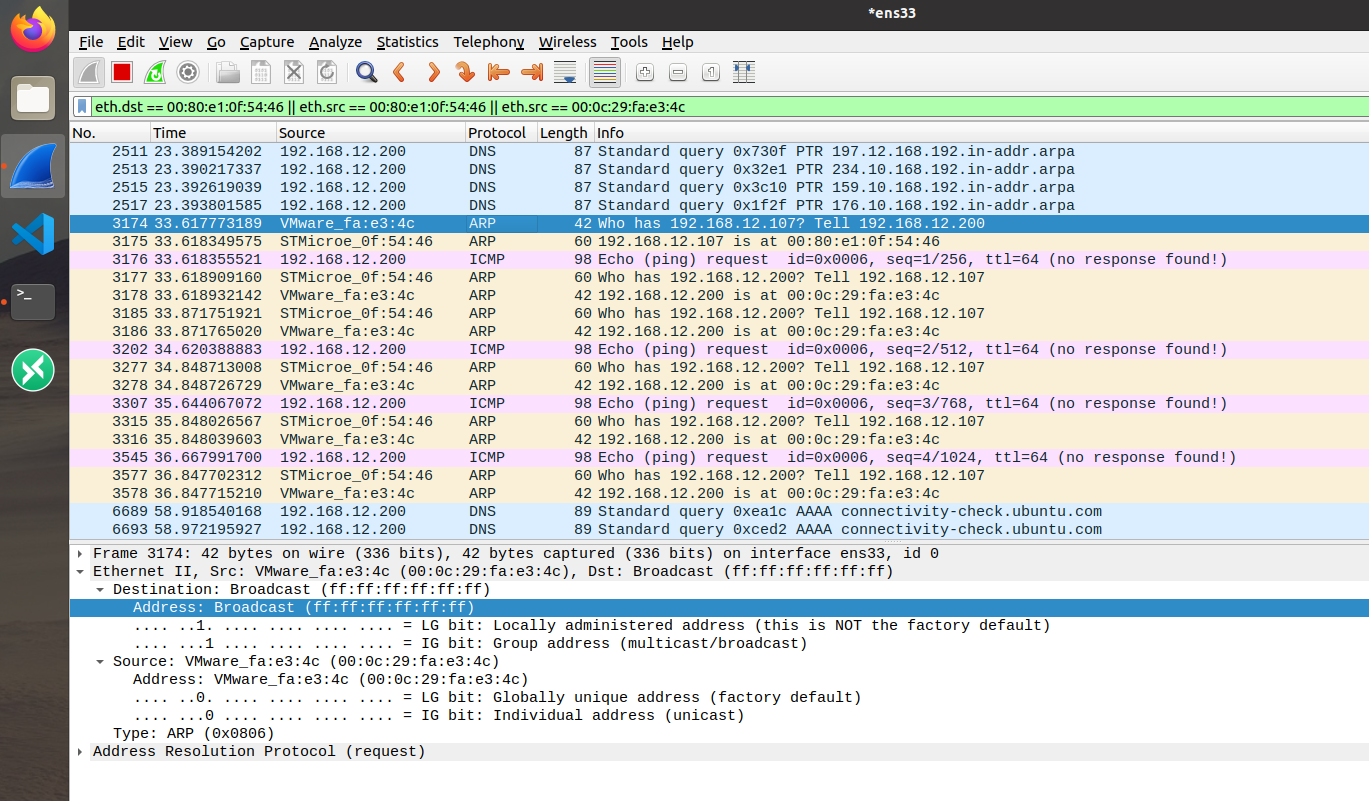 *ens33
File Edit View Go Capture Analyze Statistics Telephony Wireless Tools Help
eth.dst == 00:80:e1:0f:54:46 || eth.src == 00:80:e1:0f:54:46 || eth.src == 00:0c:29:fa:e3:4c
No. Time Source Protocol Length Info
2511 23.389154202 192.168.12.200 DNS 87 Standard query 0x730f PTR 197.12.168.192.in-addr.arpa
2513 23.390217337 192.168.12.200 DNS 87 Standard query 0x32e1 PTR 234.10.168.192.in-addr.arpa
2515 23.392619039 192.168.12.200 DNS 87 Standard query 0x3c10 PTR 159.10.168.192.in-addr.arpa
2517 23.393801585 192.168.12.200 DNS 87 Standard query 0x1f2f PTR 176.10.168.192.in-addr.arpa
3174 33.617773189 VMware_fa:e3:4c ARP 42 Who has 192.168.12.107? Tell 192.168.12.200
3175 33.618349575 STMicroe_0f:54:46 ARP 60 192.168.12.107 is at 00:80:e1:0f:54:46
3176 33.618355521 192.168.12.200 ICMP 98 Echo (ping) request id=0x0006, seq=1/256, ttl=64 (no response found!)
3177 33.618909160 STMicroe_0f:54:46 ARP 60 Who has 192.168.12.200? Tell 192.168.12.107
3178 33.618932142 VMware_fa:e3:4c ARP 42 192.168.12.200 is at 00:0c:29:fa:e3:4c
3185 33.871751921 STMicroe_0f:54:46 ARP 60 Who has 192.168.12.200? Tell 192.168.12.107
3186 33.871765020 VMware_fa:e3:4c ARP 42 192.168.12.200 is at 00:0c:29:fa:e3:4c
3202 34.620388883 192.168.12.200 ICMP 98 Echo (ping) request id=0x0006, seq=2/512, ttl=64 (no response found!)
3277 34.848713008 STMicroe_0f:54:46 ARP 60 Who has 192.168.12.200? Tell 192.168.12.107
3278 34.848726729 VMware_fa:e3:4c ARP 42 192.168.12.200 is at 00:0c:29:fa:e3:4c
3307 35.644067072 192.168.12.200 ICMP 98 Echo (ping) request id=0x0006, seq=3/768, ttl=64 (no response found!)
3315 35.848026567 STMicroe_0f:54:46 ARP 60 Who has 192.168.12.200? Tell 192.168.12.107
3316 35.848039603 VMware_fa:e3:4c ARP 42 192.168.12.200 is at 00:0c:29:fa:e3:4c
3545 36.667991700 192.168.12.200 ICMP 98 Echo (ping) request id=0x0006, seq=4/1024, ttl=64 (no response found!)
3577 36.847702312 STMicroe_0f:54:46 ARP 60 Who has 192.168.12.200? Tell 192.168.12.107
3578 36.847715210 VMware_fa:e3:4c ARP 42 192.168.12.200 is at 00:0c:29:fa:e3:4c
6689 58.918540168 192.168.12.200 DNS 89 Standard query 0xea1c AAAA connectivity-check.ubuntu.com
6693 58.972195927 192.168.12.200 DNS 89 Standard query 0xced2 AAAA connectivity-check.ubuntu.com
Frame 3174: 42 bytes on wire (336 bits), 42 bytes captured (336 bits) on interface ens33, id 0
Ethernet II, Src: VMware_fa:e3:4c (00:0c:29:fa:e3:4c), Dst: Broadcast (ff:ff:ff:ff:ff:ff)
Destination: Broadcast (ff:ff:ff:ff:ff:ff)
Address: Broadcast (ff:ff:ff:ff:ff:ff)
.... ..1. .... .... .... .... = LG bit: Locally administered address (this is NOT the factory default)
.... ...1 .... .... .... .... = IG bit: Group address (multicast/broadcast)
Source: VMware_fa:e3:4c (00:0c:29:fa:e3:4c)
Address: VMware_fa:e3:4c (00:0c:29:fa:e3:4c)
.... ..0. .... .... .... .... = LG bit: Globally unique address (factory default)
.... ...0 .... .... .... .... = IG bit: Individual address (unicast)
Type: ARP (0x0806)
Address Resolution Protocol (request)